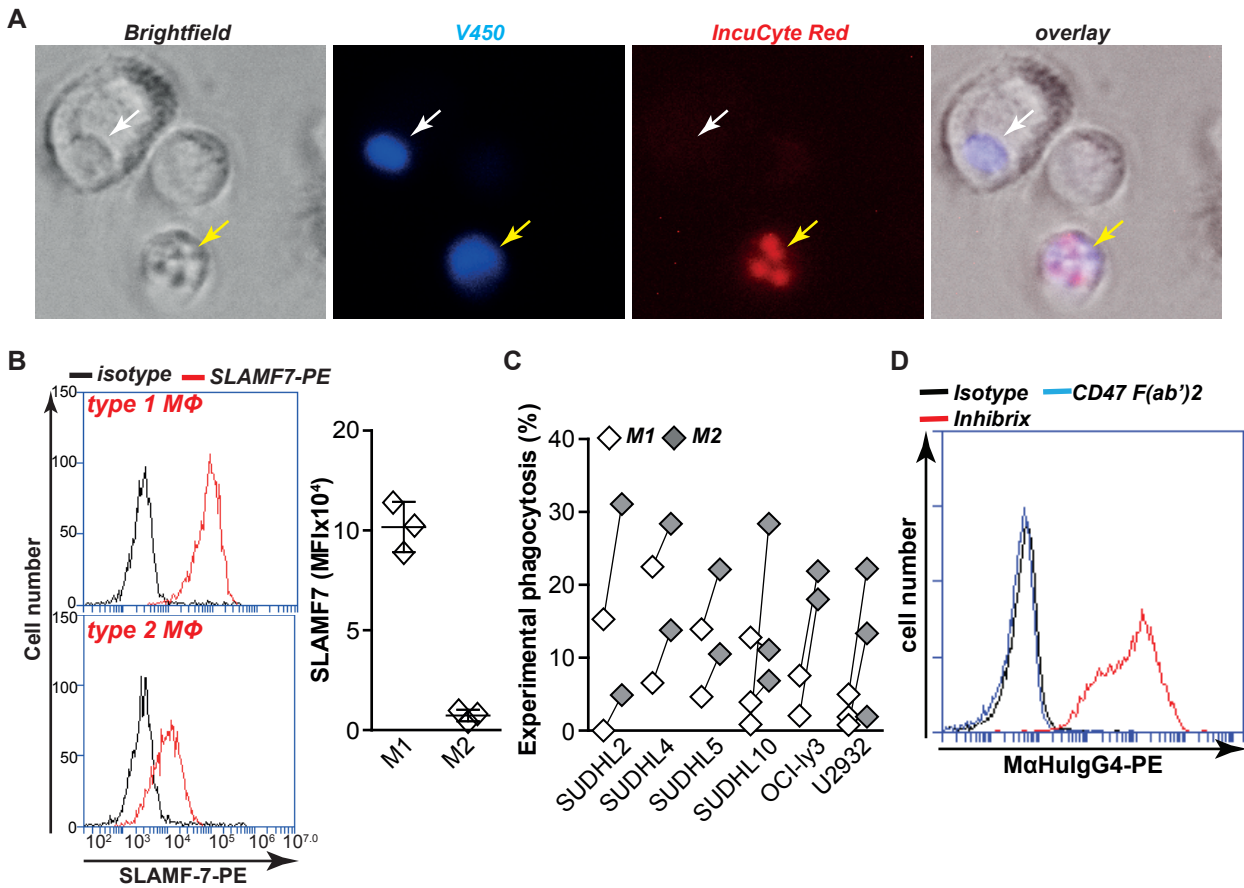 A
Brightfield
V450
IncuCyte Red
overlay
B
isotype
SLAMF7-PE
type 1 MΦ
150
100
50
0
type 2 MΦ
150
100
50
0
Cell number
10² 10³ 10⁴ 10⁵ 10⁶ 10⁷·⁰
SLAMF-7-PE
SLAMF7 (MFIx10⁴)
20
10
5
0
M1
M2
C
M1
M2
Experimental phagocytosis (%)
40
30
20
10
0
SUDHL2
SUDHL4
SUDHL5
SUDHL10
OCI-ly3
U2932
D
Isotype
CD47 F(ab')2
Inhibrix
cell number
MαHuIgG4-PE